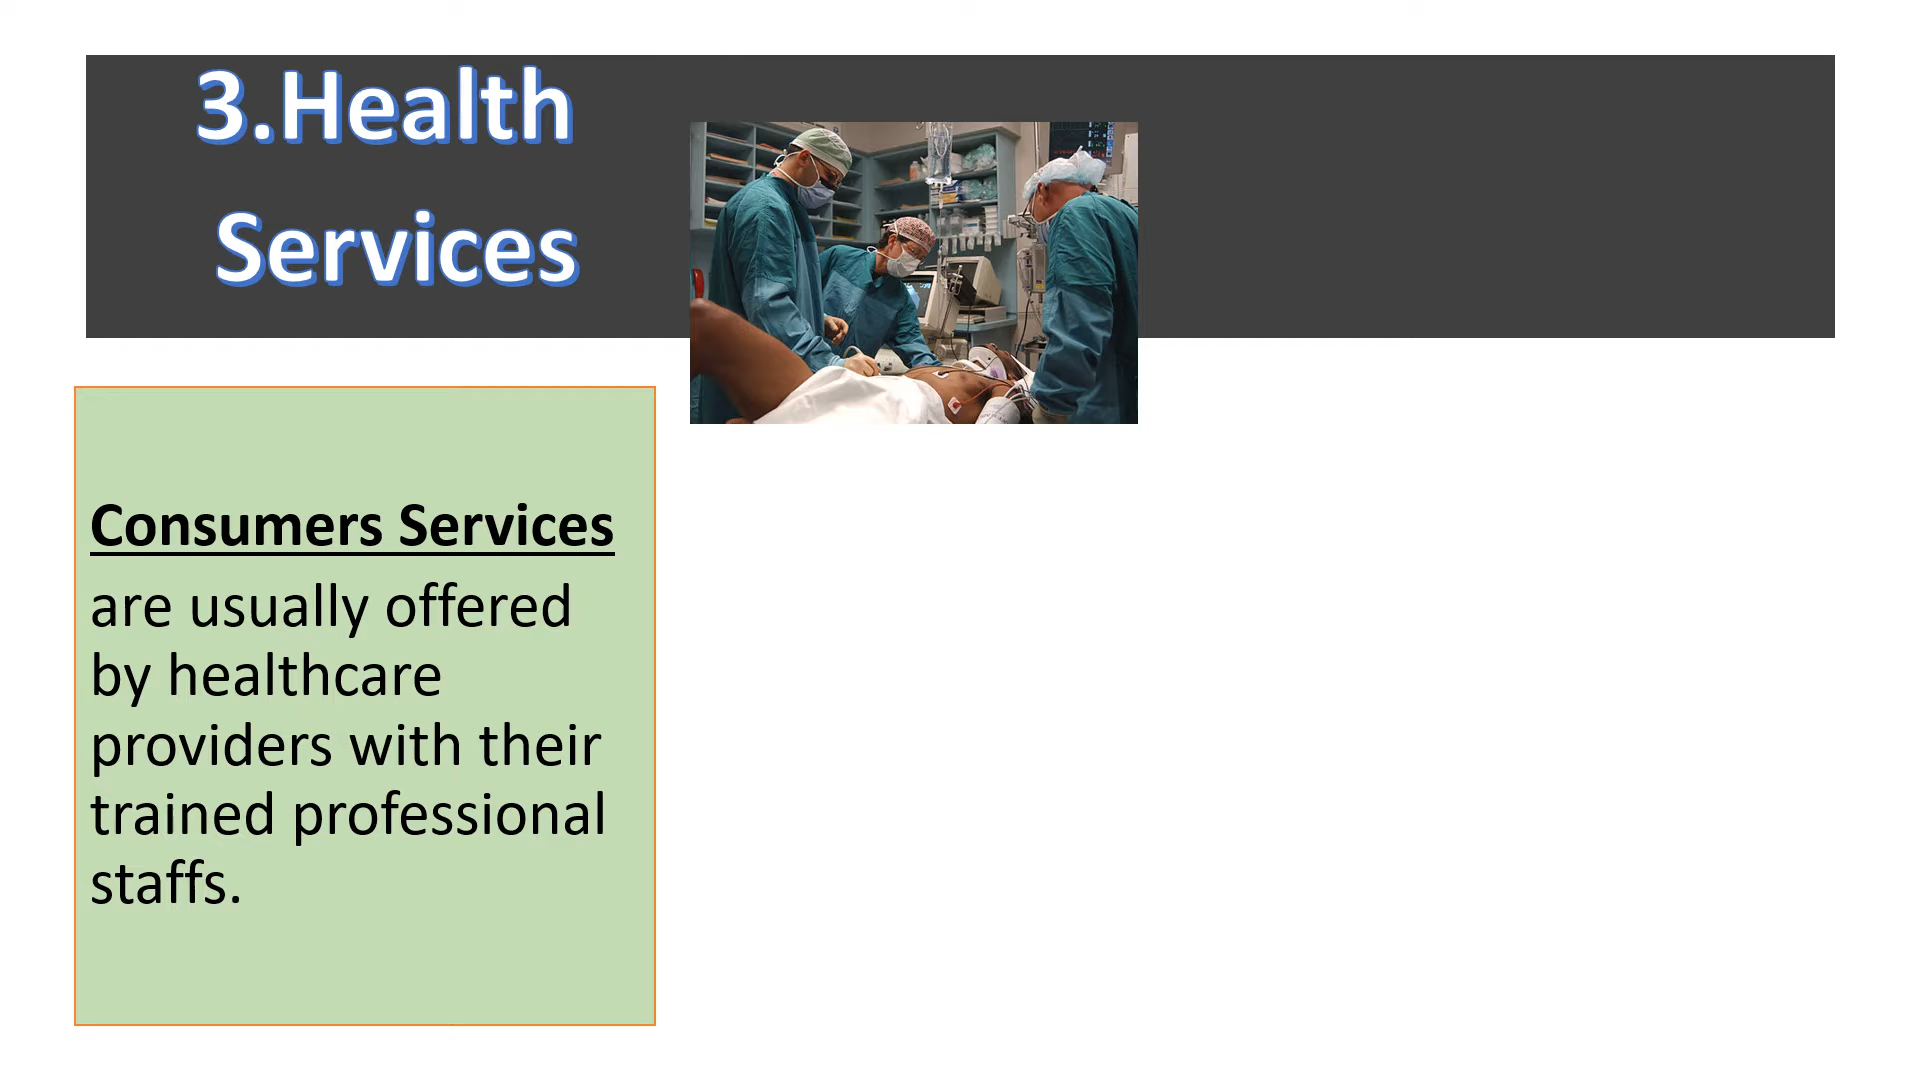 3.Health
Services
Consumers Services
are usually offered
by healthcare
providers with their
trained professional
staffs.